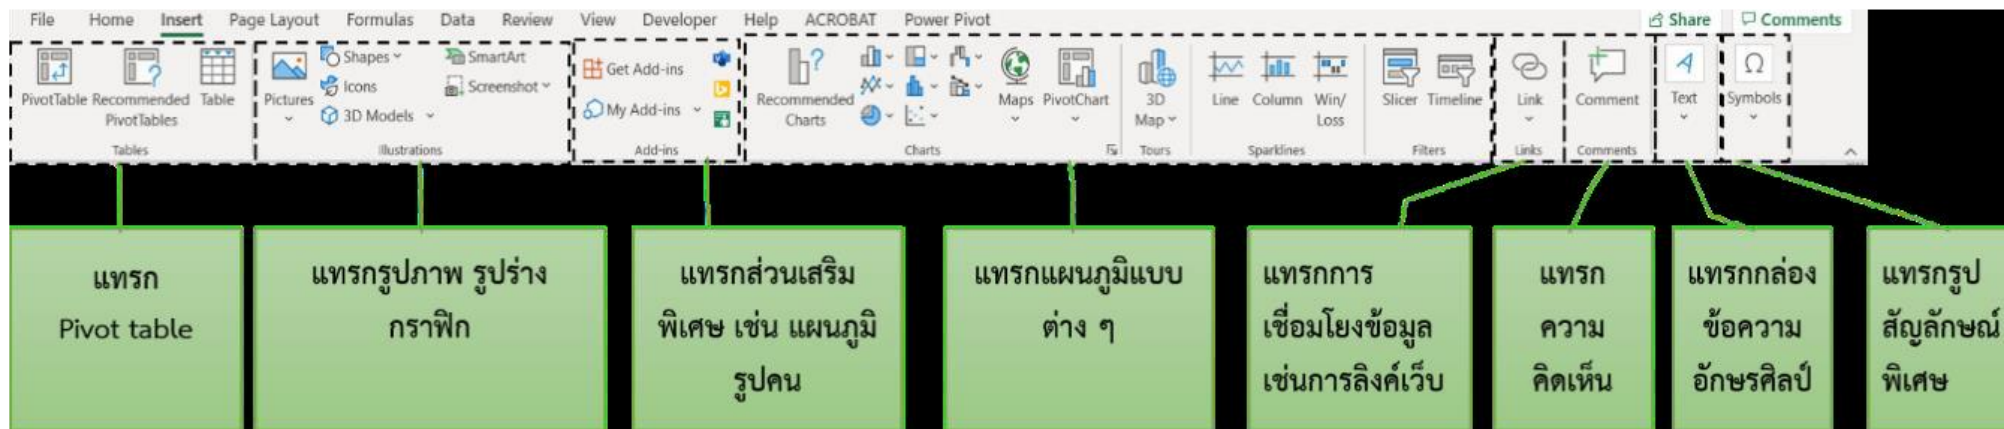 File Home Insert Page Layout Formulas Data Review View Developer Help ACROBAT Power Pivot Share Comments
PivotTable Recommended PivotTables Table
Tables
Pictures Shapes Icons 3D Models SmartArt Screenshot
Illustrations
Get Add-ins
My Add-ins
Add-ins
Recommended Charts Maps PivotChart
Charts
3D Map
Tours
Line Column Win/Loss
Sparklines
Slicer Timeline
Filters
Link
Links
Comment
Comments
Text
Symbols
แทรก
Pivot table
แทรกรูปภาพ รูปร่าง
กราฟิก
แทรกส่วนเสริม
พิเศษ เช่น แผนภูมิ
รูปคน
แทรกแผนภูมิแบบ
ต่าง ๆ
แทรกการ
เชื่อมโยงข้อมูล
เช่นการลิงค์เว็บ
แทรก
ความ
คิดเห็น
แทรกกล่อง
ข้อความ
อักษรศิลป์
แทรกรูป
สัญลักษณ์
พิเศษ